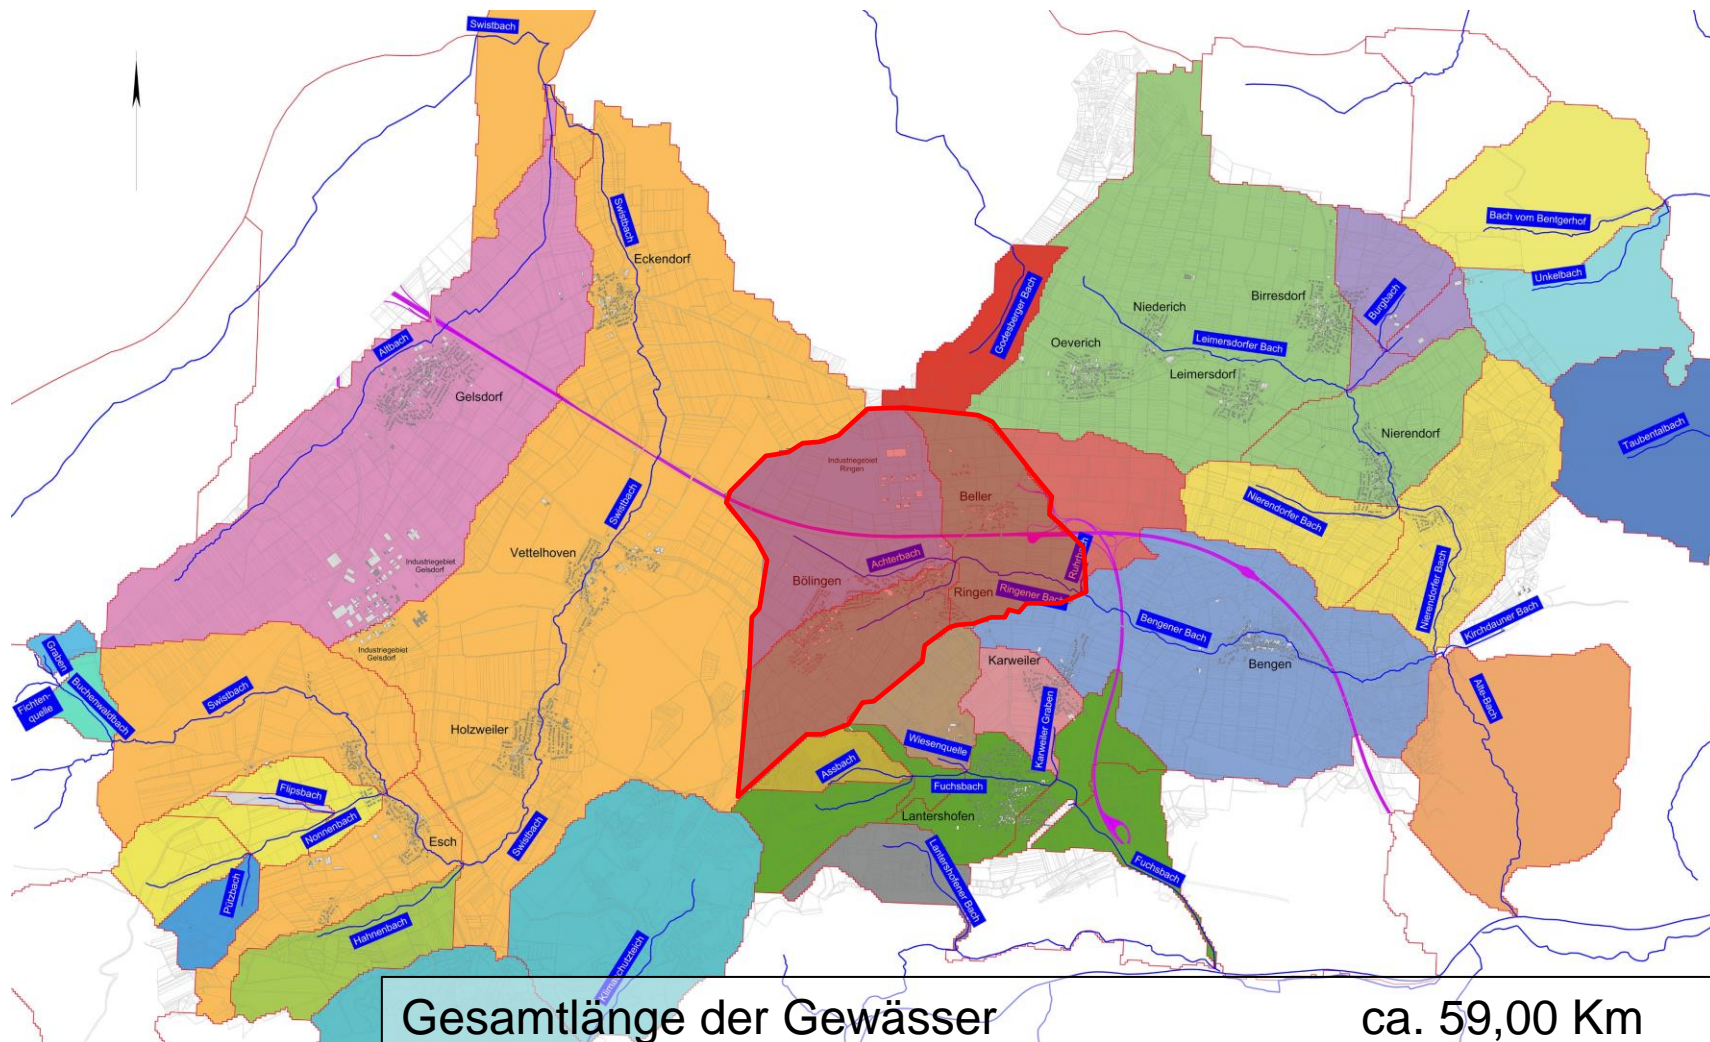 Swistbach
Swistbach
Eckendorf
Bach vom Bentgerhof
Unkelbach
Godesberger Bach
Niederich
Birresdorf
Burgbach
Altbach
Oeverich
Leimersdorfer Bach
Leimersdorf
Gelsdorf
Nierendorf
Taubentalbach
Industriegebiet
Ringen
Beller
Nierendorfer Bach
Swistbach
Vettelhoven
Industriegebiet
Gelsdorf
Achterbach
Ruhrbach
Bölingen
Ringen
Ringener Bach
Nierendorfer Bach
Kirchdauner Bach
Bengener Bach
Bengen
Industriegebiet
Gelsdorf
Graben
Karweiler
Fichten-
quelle
Buchenwaldbach
Swistbach
Alte-Bach
Holzweiler
Karweiler Graben
Wiesenquelle
Assbach
Fuchsbach
Flipsbach
Nonnenbach
Lantershofen
Esch
Swistbach
Pützbach
Lantershofener Bach
Fuchsbach
Hahnenbach
Klimaschutzteich
Gesamtlänge der Gewässer ca. 59,00 Km